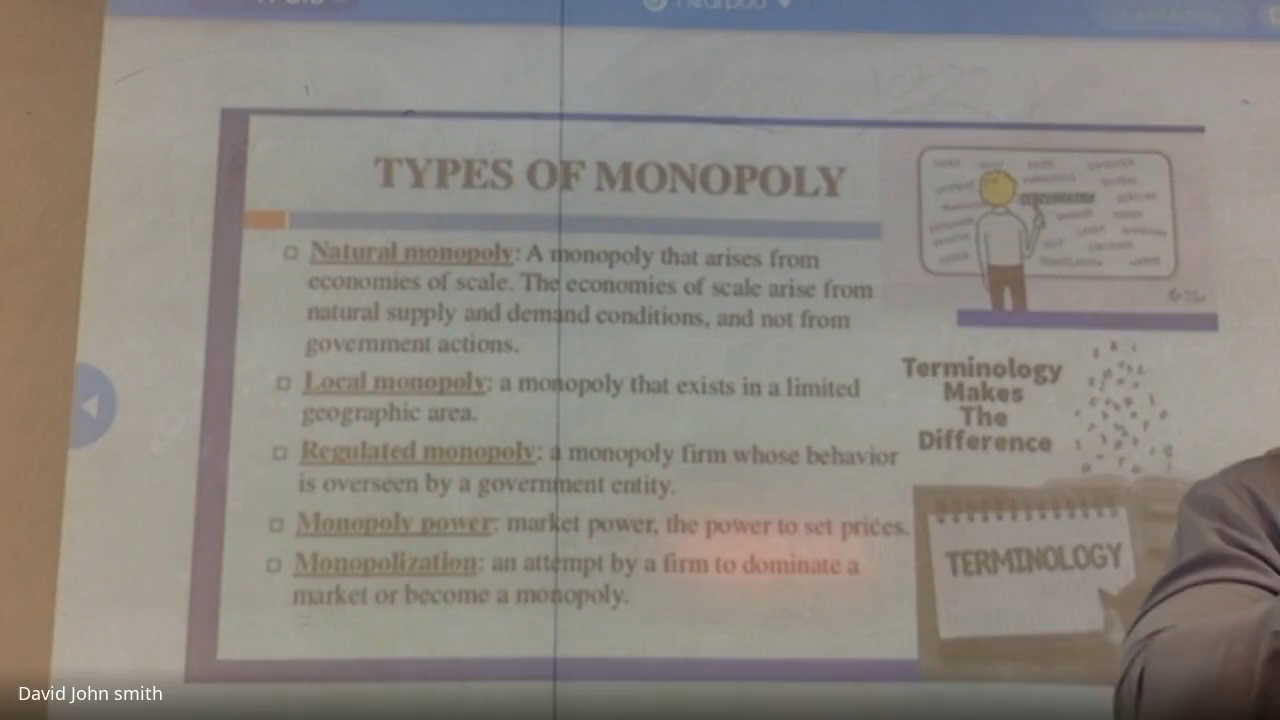 nearpod
TYPES OF MONOPOLY
Natural monopoly: A monopoly that arises from
economies of scale. The economies of scale arise from
natural supply and demand conditions, and not from
government actions.
Local monopoly: a monopoly that exists in a limited
geographic area.
Regulated monopoly: a monopoly firm whose behavior
is overseen by a government entity.
Monopoly power: market power, the power to set prices.
Monopolization: an attempt by a firm to dominate a
market or become a monopoly.
Terminology
Makes
The
Difference
TERMINOLOGY
David John smith